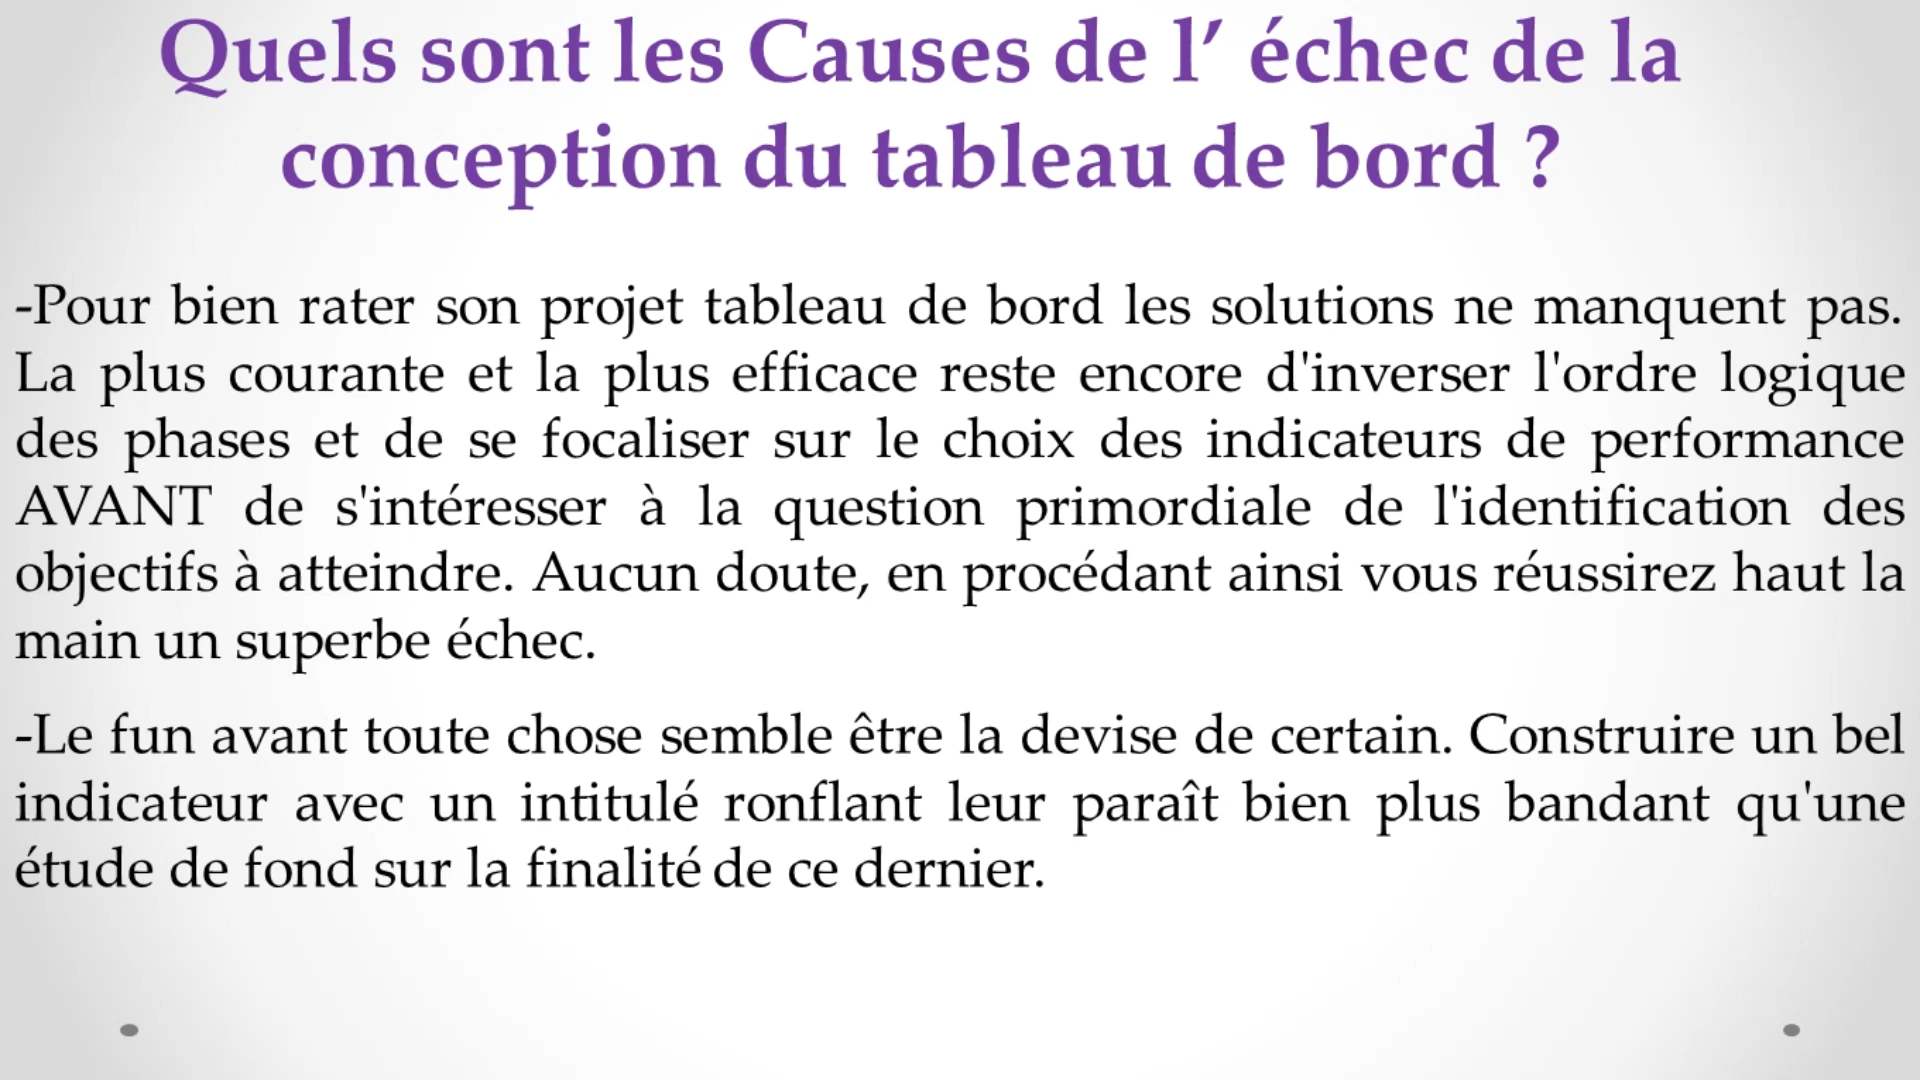 Quels sont les Causes de l’ échec de la
conception du tableau de bord ?
-Pour bien rater son projet tableau de bord les solutions ne manquent pas.
La plus courante et la plus efficace reste encore d'inverser l'ordre logique
des phases et de se focaliser sur le choix des indicateurs de performance
AVANT de s'intéresser à la question primordiale de l'identification des
objectifs à atteindre. Aucun doute, en procédant ainsi vous réussirez haut la
main un superbe échec.
-Le fun avant toute chose semble être la devise de certain. Construire un bel
indicateur avec un intitulé ronflant leur paraît bien plus bandant qu'une
étude de fond sur la finalité de ce dernier.